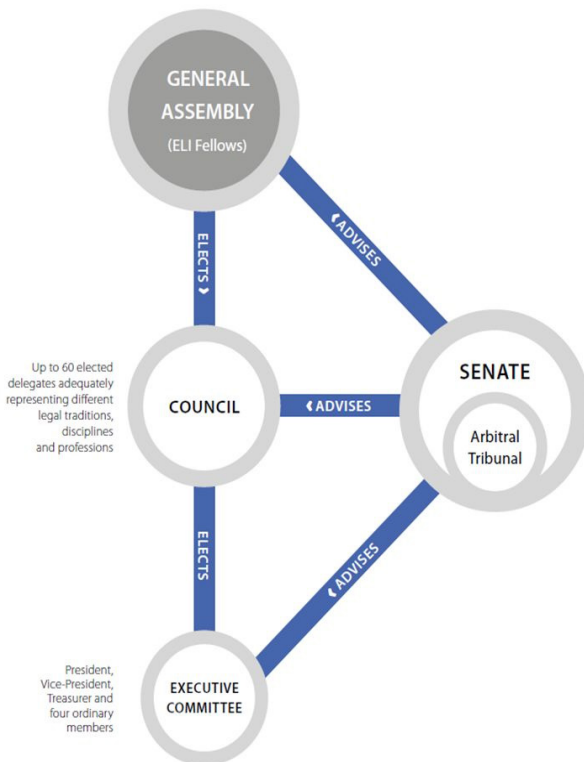 GENERAL
ASSEMBLY
(ELI Fellows)
ELECTS ❯
❮ ADVISES
Up to 60 elected
delegates adequately
representing different
legal traditions,
disciplines
and professions
COUNCIL
❮ ADVISES
SENATE
Arbitral
Tribunal
ELECTS
❮ ADVISES
President,
Vice-President,
Treasurer and
four ordinary
members
EXECUTIVE
COMMITTEE